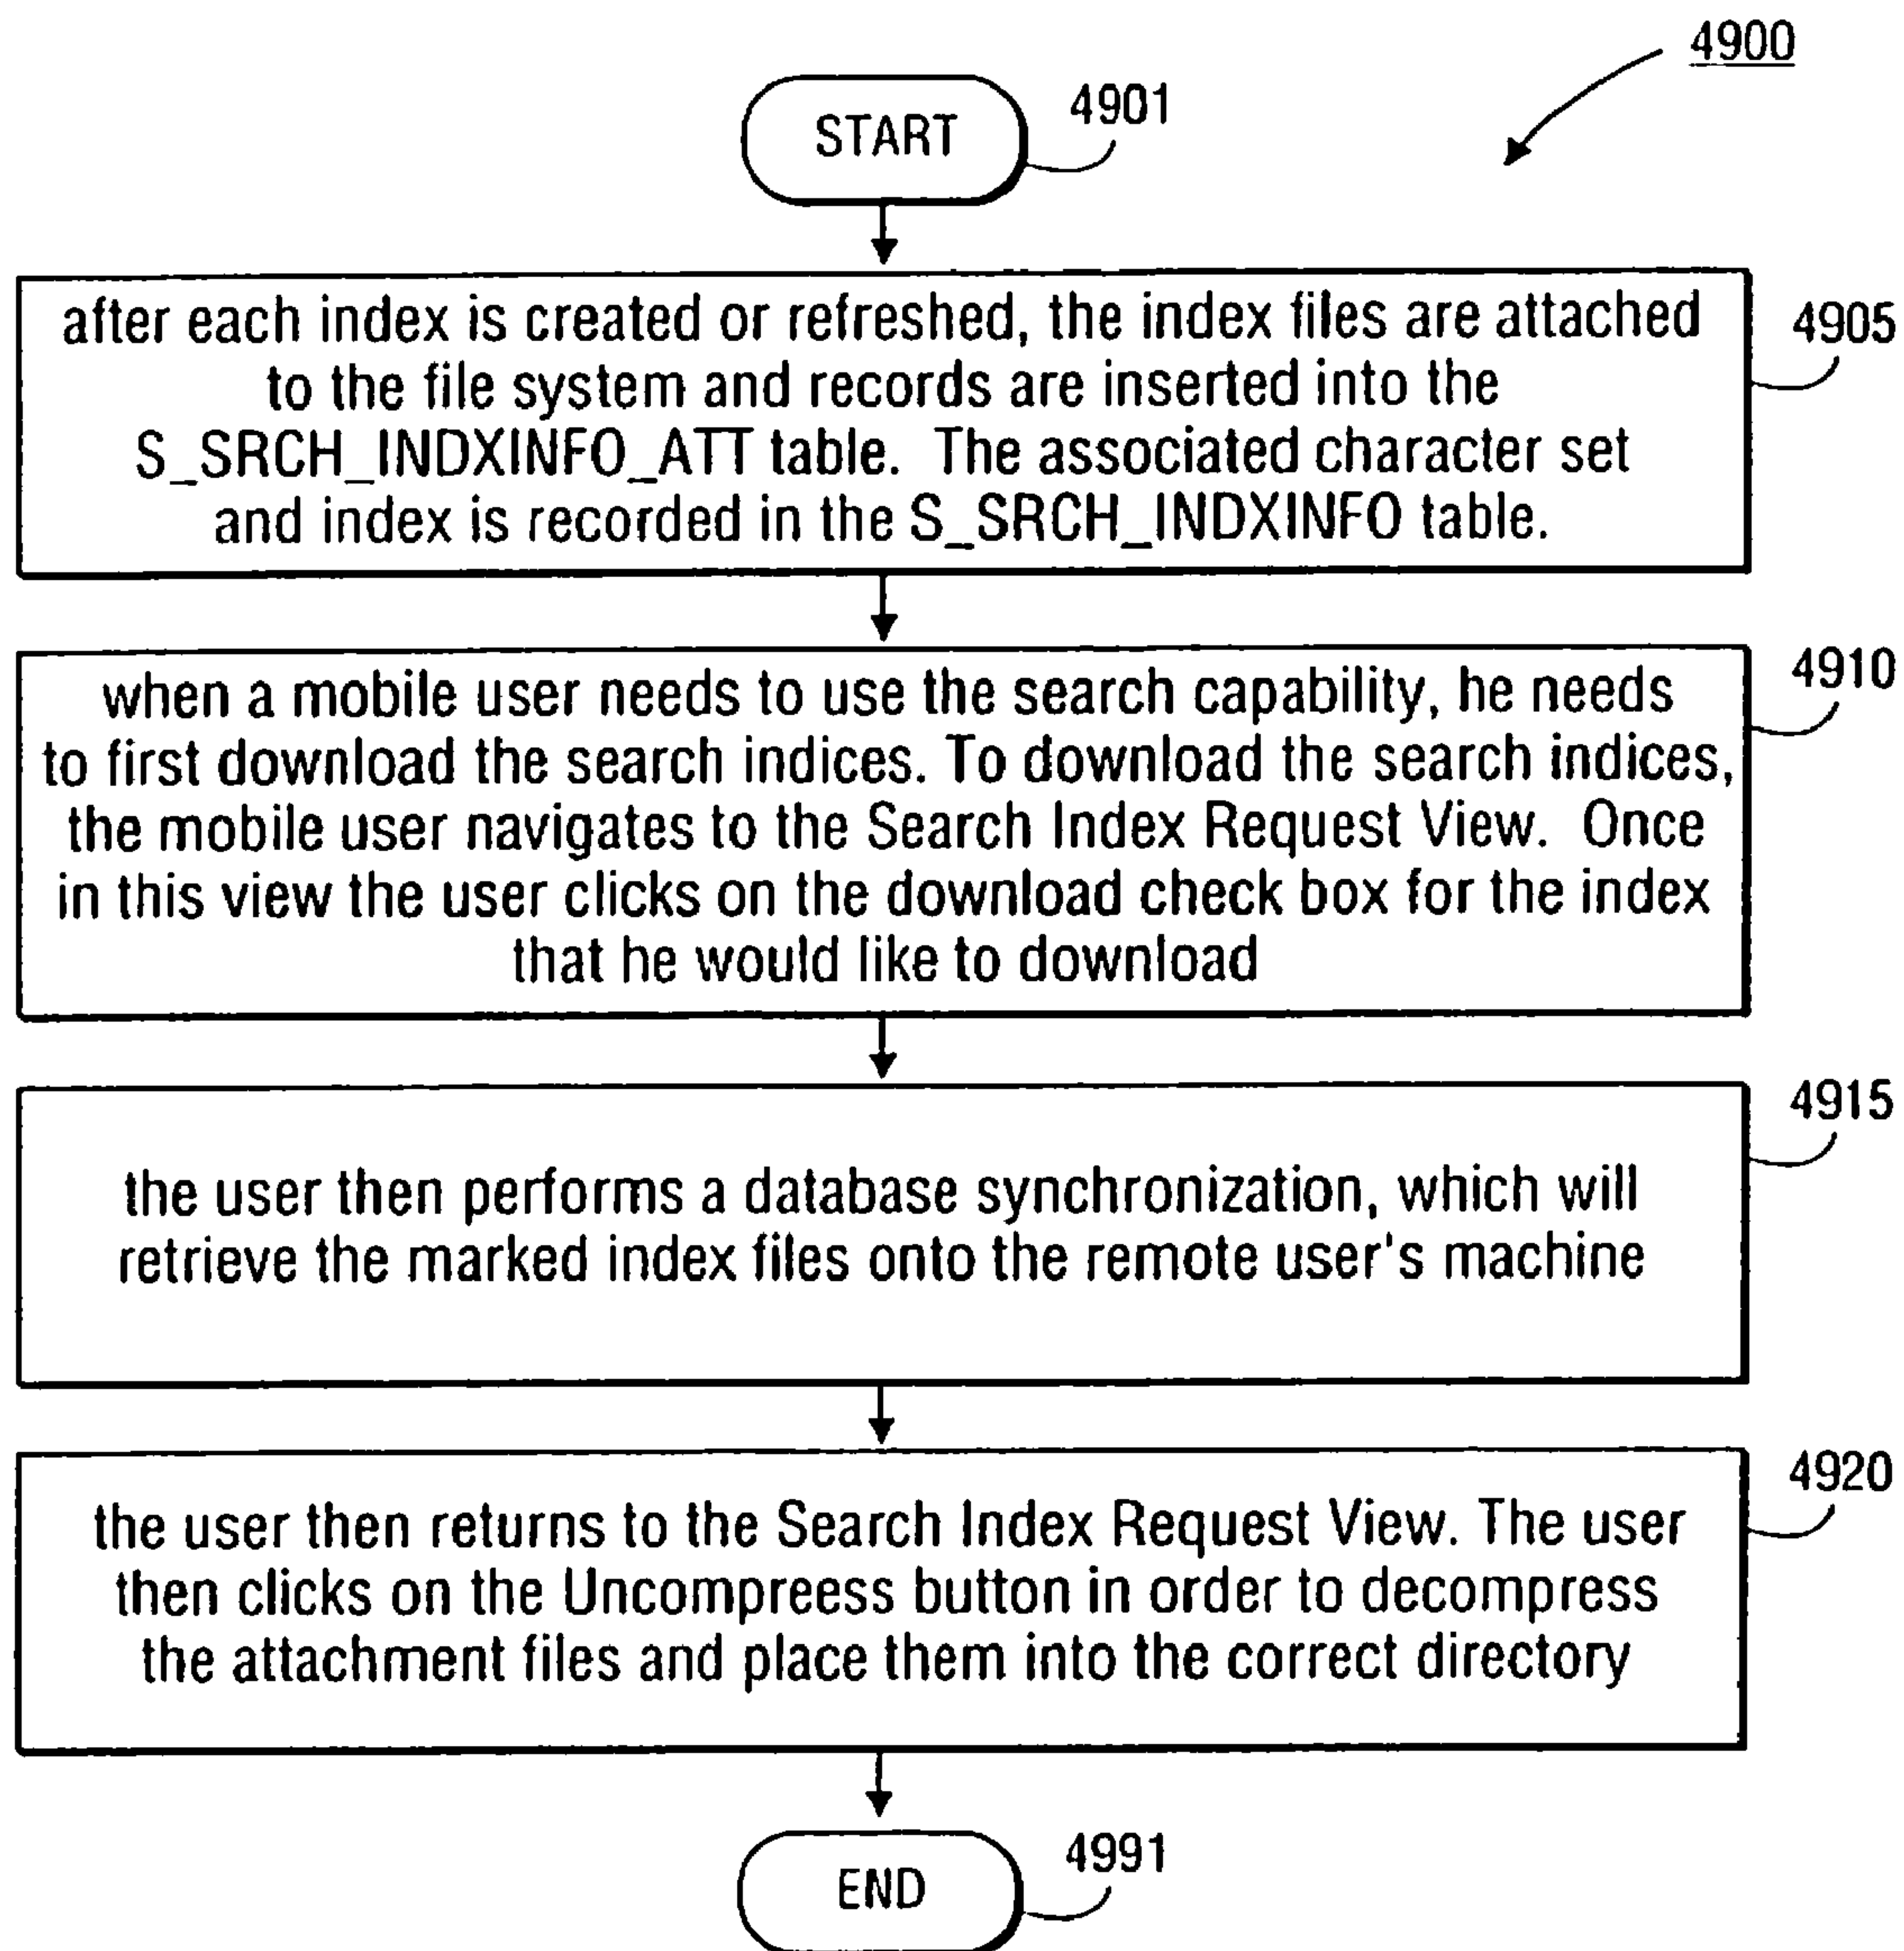 4900
START
4901
after each index is created or refreshed, the index files are attached
to the file system and records are inserted into the
S_SRCH_INDXINFO_ATT table. The associated character set
and index is recorded in the S_SRCH_INDXINFO table.
4905
when a mobile user needs to use the search capability, he needs
to first download the search indices. To download the search indices,
the mobile user navigates to the Search Index Request View. Once
in this view the user clicks on the download check box for the index
that he would like to download
4910
the user then performs a database synchronization, which will
retrieve the marked index files onto the remote user's machine
4915
the user then returns to the Search Index Request View. The user
then clicks on the Uncompreess button in order to decompress
the attachment files and place them into the correct directory
4920
END
4991